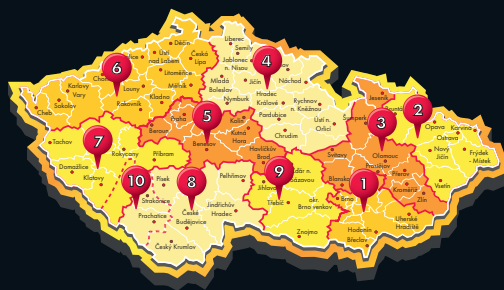 Liberec
Semily
Děčín
Ústí
nad Labem
Česká
Lípa
Jablonec
n. Nisou
4
6
Litoměřice
Mladá
Boleslav
Jičín
Náchod
Karlovy
Vary
Louny
Mělník
Kladno
Nymburk
Hradec
Králové
Jeseník
Sokolov
Cheb
Rakovník
Rychnov
n. Kněžnou
Praha
5
Kolín
Pardubice
Ústí n.
Orlicí
Šumperk
3
2
Opava
Karviná
Ostrava
Beroun
Kutná
Hora
Chrudim
7
Tachov
Rokycany
Příbram
Benešov
Havlíčkův
Brod
Svitavy
Olomouc
Nový
Jičín
Frýdek
- Místek
Domažlice
Klatovy
Prostějov
Přerov
10
Písek
8
Pelhřimov
9
Jihlava
Blansko
1
Kroměříž
Vsetín
Strakonice
Třebíč
okr.
Brno venkov
Brno
Zlín
Prachatice
České
Budějovice
Jindřichův
Hradec
Uherské
Hradiště
Znojmo
Hodonín
Břeclav
Český Krumlov